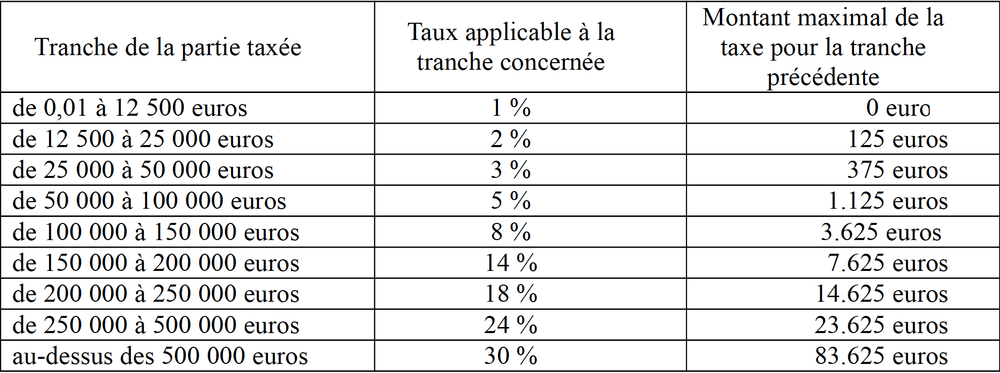 Tranche de la partie taxée
Taux applicable à la
tranche concernée
Montant maximal de la
taxe pour la tranche
précédente
de 0,01 à 12 500 euros 1 % 0 euro
de 12 500 à 25 000 euros 2 % 125 euros
de 25 000 à 50 000 euros 3 % 375 euros
de 50 000 à 100 000 euros 5 % 1.125 euros
de 100 000 à 150 000 euros 8 % 3.625 euros
de 150 000 à 200 000 euros 14 % 7.625 euros
de 200 000 à 250 000 euros 18 % 14.625 euros
de 250 000 à 500 000 euros 24 % 23.625 euros
au-dessus des 500 000 euros 30 % 83.625 euros